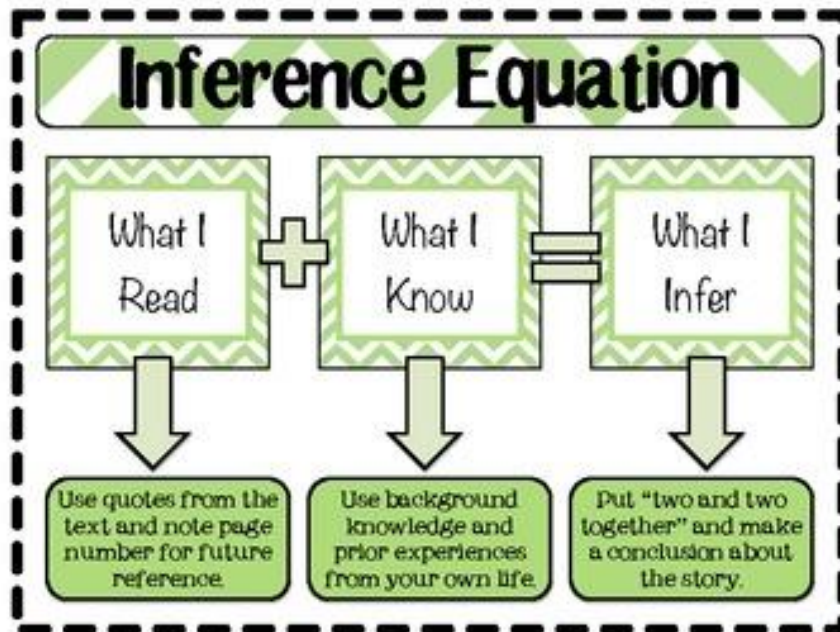 Inference Equation
What I
Read
What I
Know
What I
Infer
Use quotes from the
text and note page
number for future
reference.
Use background
knowledge and
prior experiences
from your own life.
Put "two and two
together" and make
a conclusion about
the story.